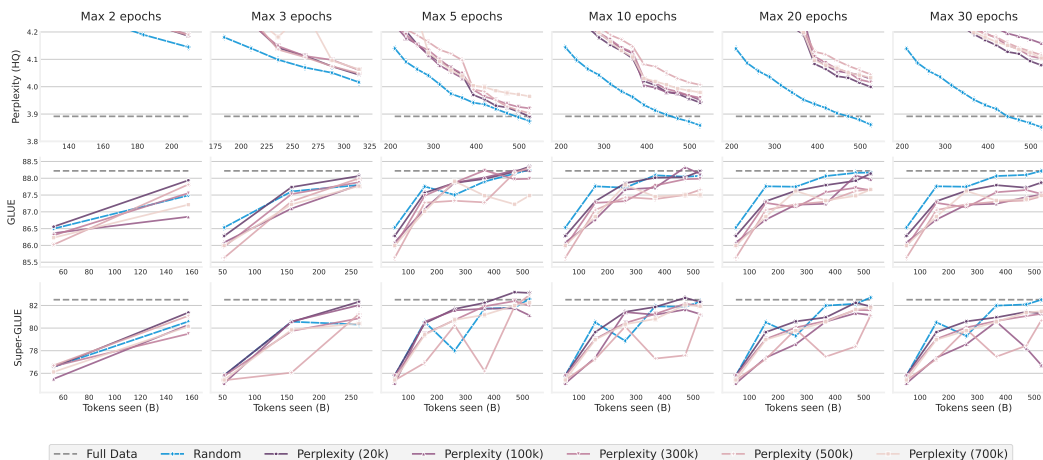 Max 2 epochs Max 3 epochs Max 5 epochs Max 10 epochs Max 20 epochs Max 30 epochs
Perplexity (HQ)
4.2
4.1
4.0
3.9
3.8
140 160 180 200
175 200 225 250 275 300 325
200 300 400 500
200 300 400 500
200 300 400 500
200 300 400 500
GLUE
88.5
88.0
87.5
87.0
86.5
86.0
85.5
60 80 100 120 140 160
50 100 150 200 250
100 200 300 400 500
100 200 300 400 500
100 200 300 400 500
100 200 300 400 500
Super-GLUE
82
80
78
76
60 80 100 120 140 160
50 100 150 200 250
100 200 300 400 500
100 200 300 400 500
100 200 300 400 500
100 200 300 400 500
Tokens seen (B) Tokens seen (B) Tokens seen (B) Tokens seen (B) Tokens seen (B) Tokens seen (B)
Full Data Random Perplexity (20k) Perplexity (100k) Perplexity (300k) Perplexity (500k) Perplexity (700k)